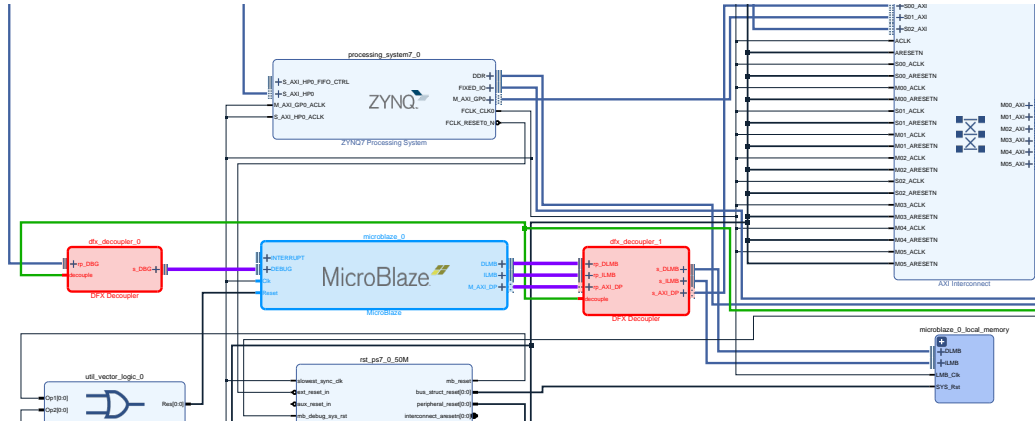 processing_system7_0
S_AXI_HP0_FIFO_CTRL
S_AXI_HP0
M_AXI_GP0_ACLK
S_AXI_HP0_ACLK
ZYNQ
DDR
FIXED_IO
M_AXI_GP0
FCLK_CLK0
FCLK_RESET0_N
ZYNQ7 Processing System
S00_AXI
S01_AXI
S02_AXI
ACLK
ARESETN
S00_ACLK
S00_ARESETN
M00_ACLK
M00_ARESETN
S01_ACLK
S01_ARESETN
M01_ACLK
M01_ARESETN
M02_ACLK
M02_ARESETN
S02_ACLK
S02_ARESETN
M03_ACLK
M03_ARESETN
M04_ACLK
M04_ARESETN
M05_ACLK
M05_ARESETN
M00_AXI
M01_AXI
M02_AXI
M03_AXI
M04_AXI
M05_AXI
AXI Interconnect
dfx_decoupler_0
rp_DBG
decouple
s_DBG
DFX Decoupler
microblaze_0
INTERRUPT
DEBUG
Clk
Reset
MicroBlaze
DLMB
ILMB
M_AXI_DP
MicroBlaze
dfx_decoupler_1
rp_DLMB
rp_ILMB
rp_AXI_DP
decouple
s_DLMB
s_ILMB
s_AXI_DP
DFX Decoupler
microblaze_0_local_memory
DLMB
ILMB
LMB_Clk
SYS_Rst
util_vector_logic_0
Op1[0:0]
Op2[0:0]
Res[0:0]
rst_ps7_0_50M
slowest_sync_clk
ext_reset_in
aux_reset_in
mb_debug_sys_rst
mb_reset
bus_struct_reset[0:0]
peripheral_reset[0:0]
interconnect_aresetn[0:0]